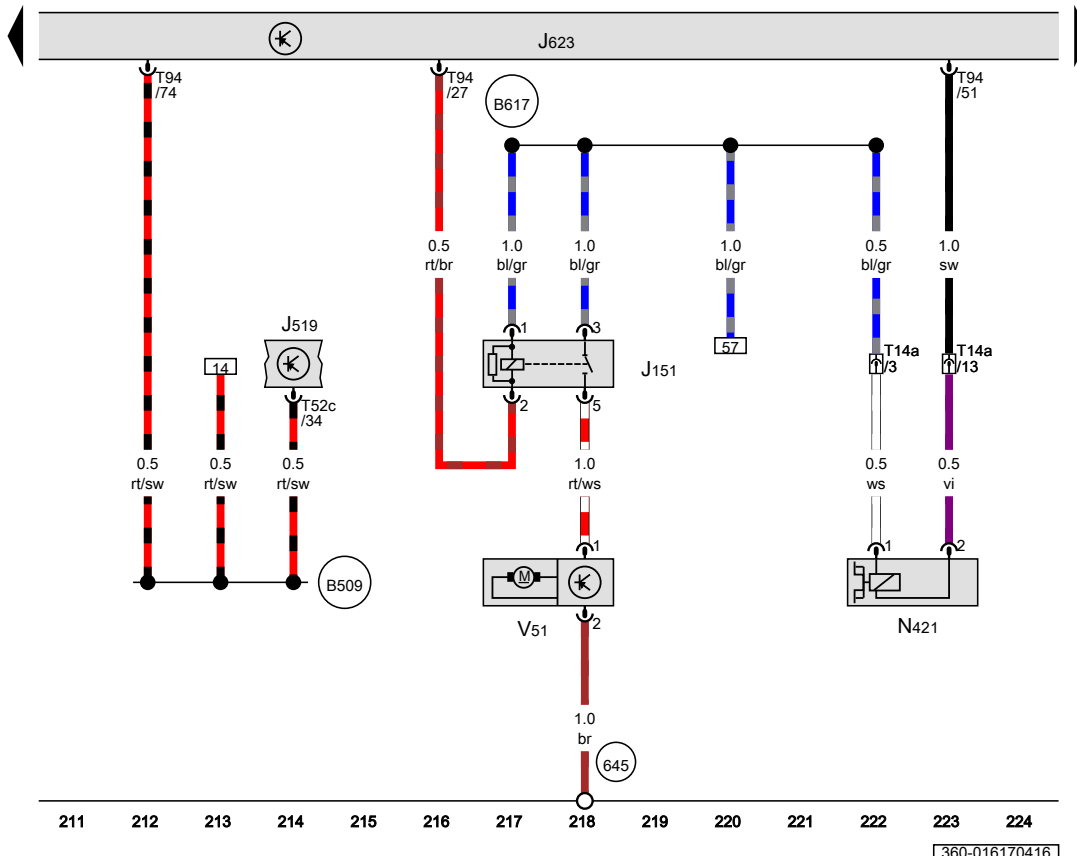 J623
T94
/74
T94
/27
T94
/51
B617
0.5
rt/br
1.0
bl/gr
1.0
bl/gr
1.0
bl/gr
0.5
bl/gr
1.0
sw
J519
1
3
57
T14a
/3
T14a
/13
14
J151
T52c
/34
2
5
0.5
rt/sw
0.5
rt/sw
0.5
rt/sw
1.0
rt/ws
0.5
ws
0.5
vi
1
1
2
M
B509
V51
2
N421
1.0
br
645
211 212 213 214 215 216 217 218 219 220 221 222 223 224
360-016170416